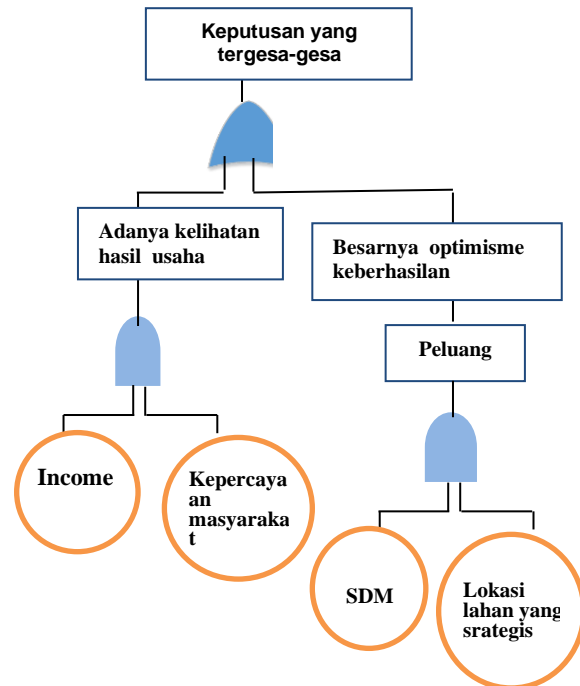 Keputusan yang
tergesa-gesa
Adanya kelihatan
hasil usaha
Besarnya optimisme
keberhasilan
Peluang
Income
Kepercaya
an
masyaraka
t
SDM
Lokasi
lahan yang
srategis